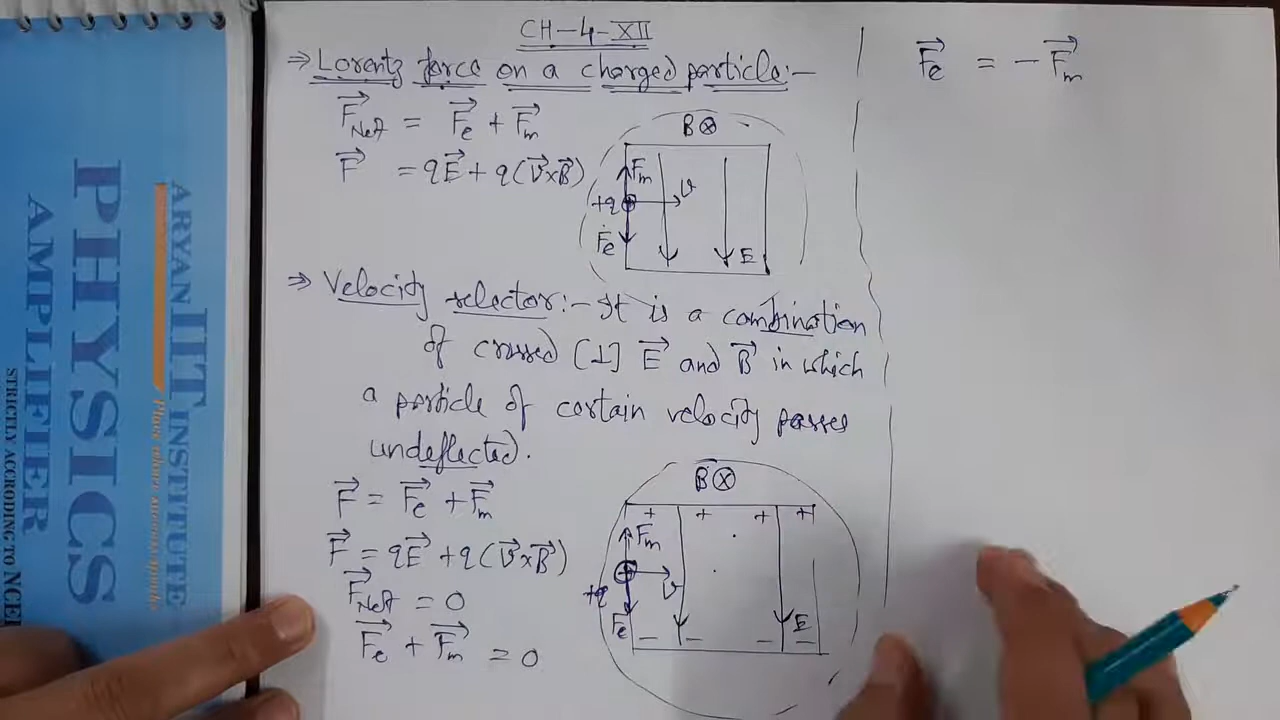 CH-4-XII
⇒ Lorentz force on a charged particle:-
F⃗Net = F⃗e + F⃗m
F⃗ = qE⃗ + q(V⃗×B⃗)
B⊗
Fm
+q v
Fe
E
⇒ Velocity selector:- It is a combination
of crossed [⊥] E⃗ and B⃗ in which
a particle of certain velocity passes
undeflected.
F⃗ = F⃗e + F⃗m
F⃗ = qE⃗ + q(V⃗×B⃗)
F⃗Net = 0
F⃗e + F⃗m = 0
B⊗
+ + + +
Fm
+q v
Fe
E
− − − −
F⃗e = −F⃗m
ARYAN IIT INSTITUTE
PHYSICS
AMPLIFIER
STRICTLY ACCRODING TO NCE